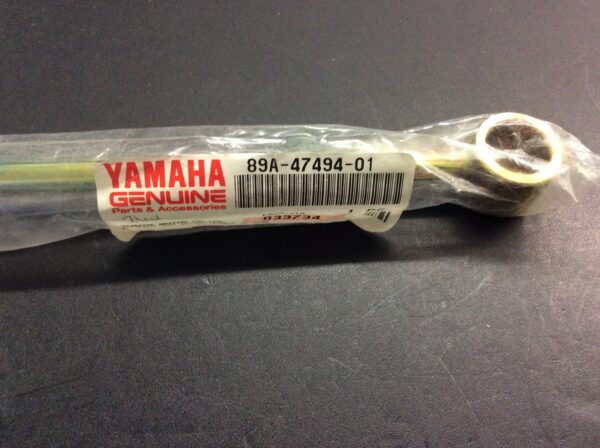 YAMAHA
GENUINE
Parts & Accessories
89A-47494-01
833734